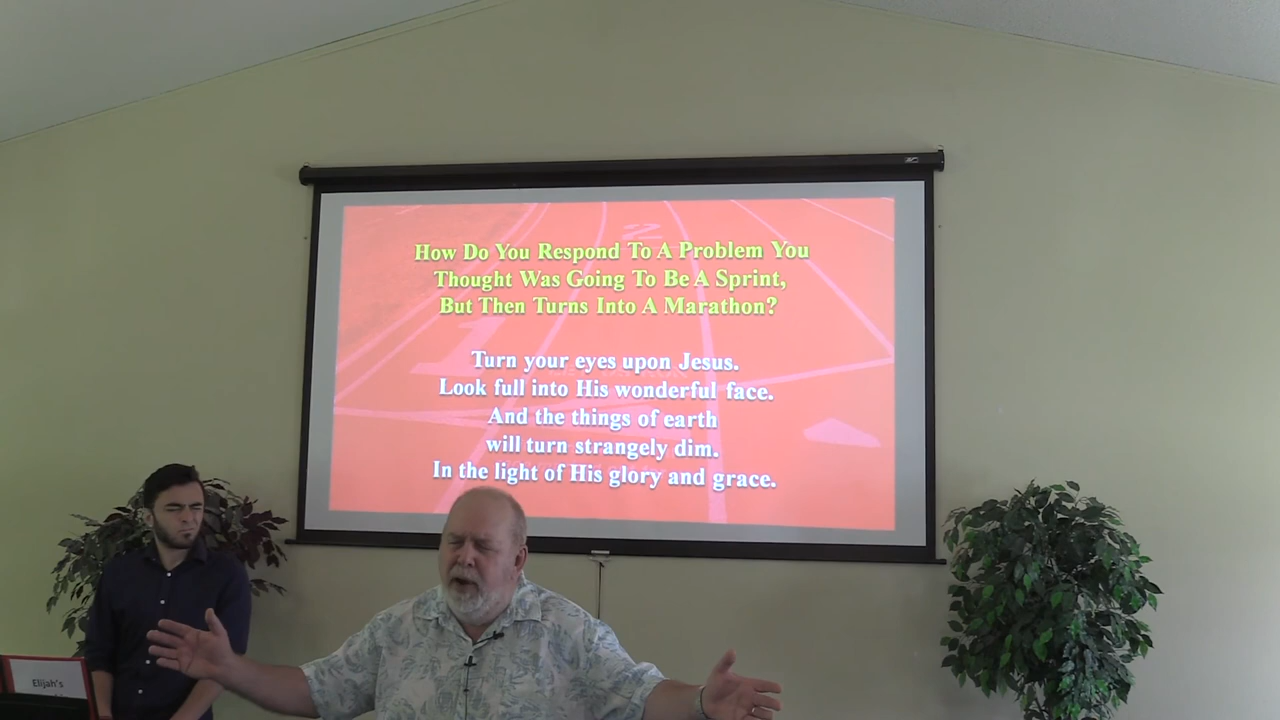 2
How Do You Respond To A Problem You
Thought Was Going To Be A Sprint,
But Then Turns Into A Marathon?
1
Turn your eyes upon Jesus.
Look full into His wonderful face.
And the things of earth
will turn strangely dim.
In the light of His glory and grace.
Elijah's